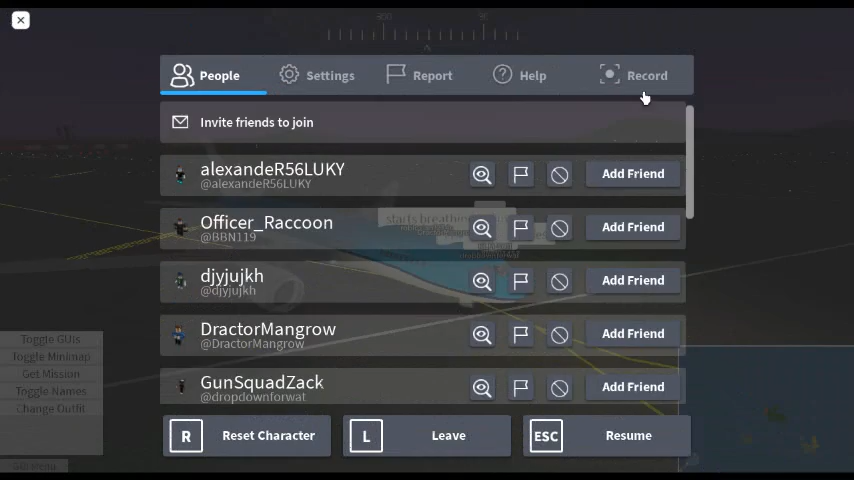 People
Settings
Report
Help
Record
Invite friends to join
alexandeR56LUKY
@alexandeR56LUKY
Add Friend
Officer_Raccoon
@BBN119
Add Friend
djyjujkh
@djyjujkh
Add Friend
DractorMangrow
@DractorMangrow
Add Friend
GunSquadZack
@dropdownforwat
Add Friend
R Reset Character
L Leave
ESC Resume
starts breathe
Toggle GUIs
Toggle Minimap
Get Mission
Toggle Names
Change Outfit